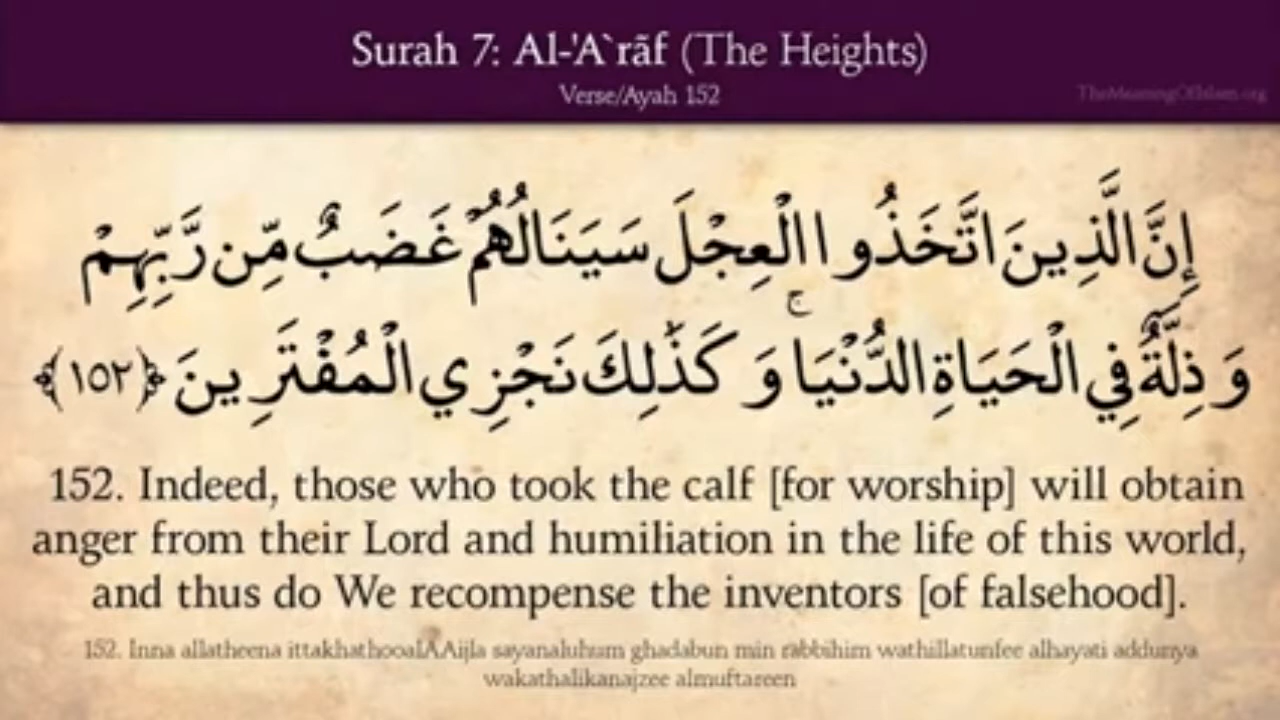 Surah 7: Al-'A`rãf (The Heights)
Verse/Ayah 152
TheMeaningOfIslam.org
إِنَّ الَّذِينَ اتَّخَذُوا الْعِجْلَ سَيَنَالُهُمْ غَضَبٌ مِّن رَّبِّهِمْ
وَذِلَّةٌ فِي الْحَيَاةِ الدُّنْيَا ۚ وَكَذَٰلِكَ نَجْزِي الْمُفْتَرِينَ ﴿١٥٢﴾
152. Indeed, those who took the calf [for worship] will obtain
anger from their Lord and humiliation in the life of this world,
and thus do We recompense the inventors [of falsehood].
152. Inna allatheena ittakhathooalAAijla sayanaluhum ghadabun min rabbihim wathillatunfee alhayati addunya
wakathalikanajzee almuftareen